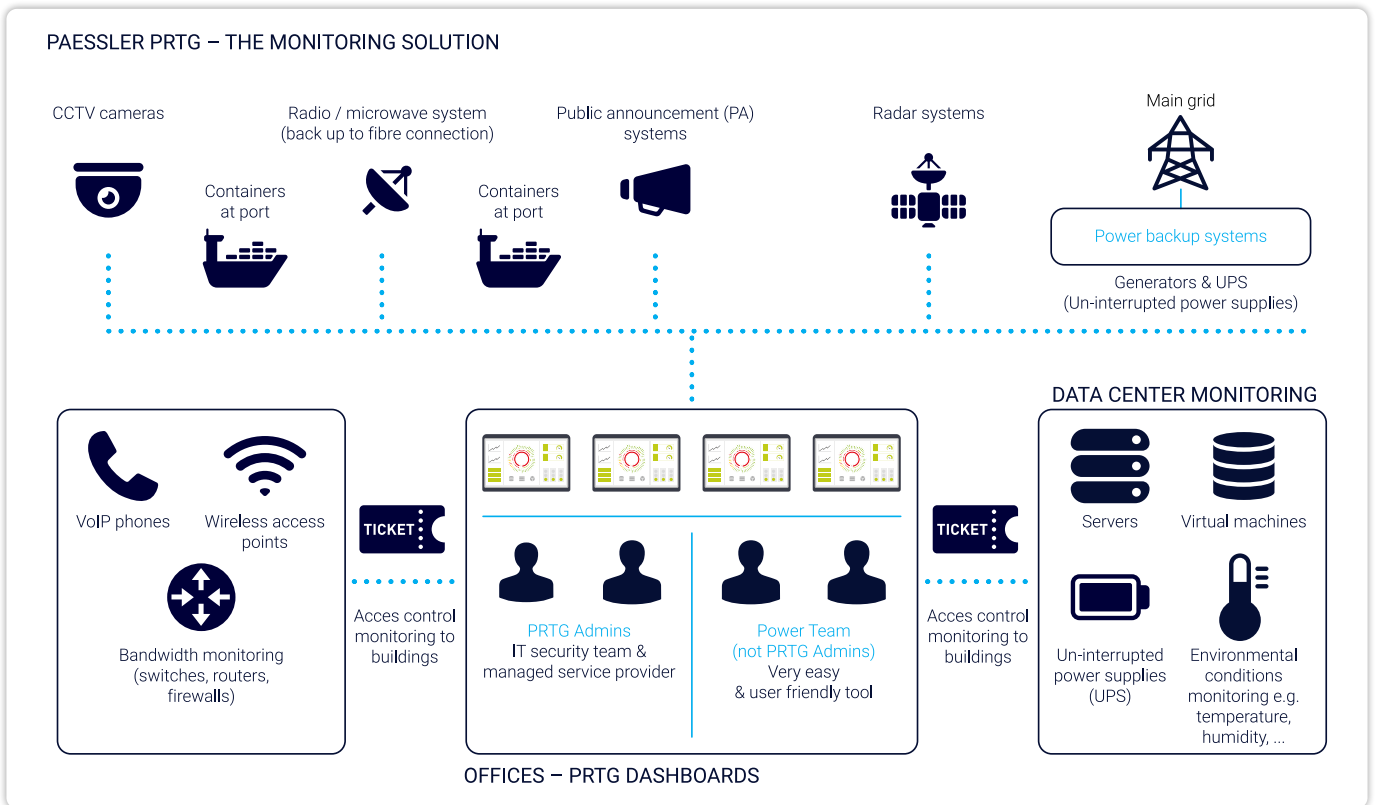 PAESSLER PRTG – THE MONITORING SOLUTION
CCTV cameras
Radio / microwave system
(back up to fibre connection)
Public announcement (PA)
systems
Radar systems
Main grid
Containers
at port
Containers
at port
Power backup systems
Generators & UPS
(Un-interrupted power supplies)
VoIP phones
Wireless access
points
Bandwidth monitoring
(switches, routers,
firewalls)
TICKET
Acces control
monitoring to
buildings
PRTG Admins
IT security team &
managed service provider
Power Team
(not PRTG Admins)
Very easy
& user friendly tool
OFFICES – PRTG DASHBOARDS
TICKET
Acces control
monitoring to
buildings
DATA CENTER MONITORING
Servers
Virtual machines
Un-interrupted
power supplies
(UPS)
Environmental
conditions
monitoring e.g.
temperature,
humidity, ...